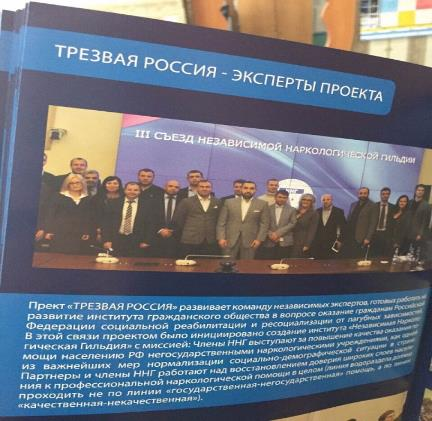 ТРЕЗВАЯ РОССИЯ - ЭКСПЕРТЫ ПРОЕКТА
III СЪЕЗД НЕЗАВИСИМОЙ НАРКОЛОГИЧЕСКОЙ ГИЛЬДИИ
Прект «ТРЕЗВАЯ РОССИЯ» развивает команду независимых экспертов, готовых работать на
развитие института гражданского общества в вопросе оказание гражданам Российской
Федерации социальной реабилитации и ресоциализации от пагубных зависимостей.
В этой связи проектом было инициировано создание института «Независимая Нарколо-
гическая Гильдия» с миссией: Члены ННГ выступают за повышение качества оказания по-
мощи населению РФ негосударственными наркологическими учреждениями, как одной
из важнейших мер нормализации социально-демографической ситуации в стране.
Партнеры и члены ННГ работают над восстановлением доверия широких слоев населе-
ния к профессиональной наркологической помощи в целом (линия водораздела должна
проходить не по линии «государственная-негосударственная» помощь, а по линии
«качественная-некачественная»).